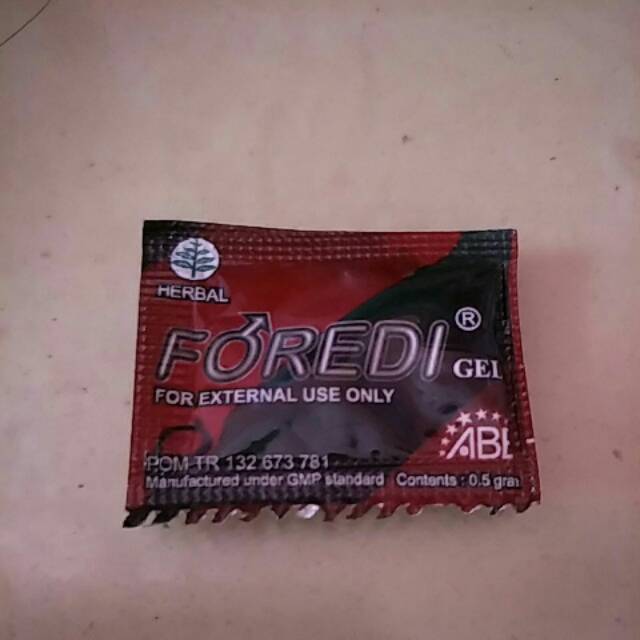 HERBAL
FOREDI ® GEL
FOR EXTERNAL USE ONLY
POM TR 132 673 781
Manufactured under GMP standard Contents : 0.5 gram